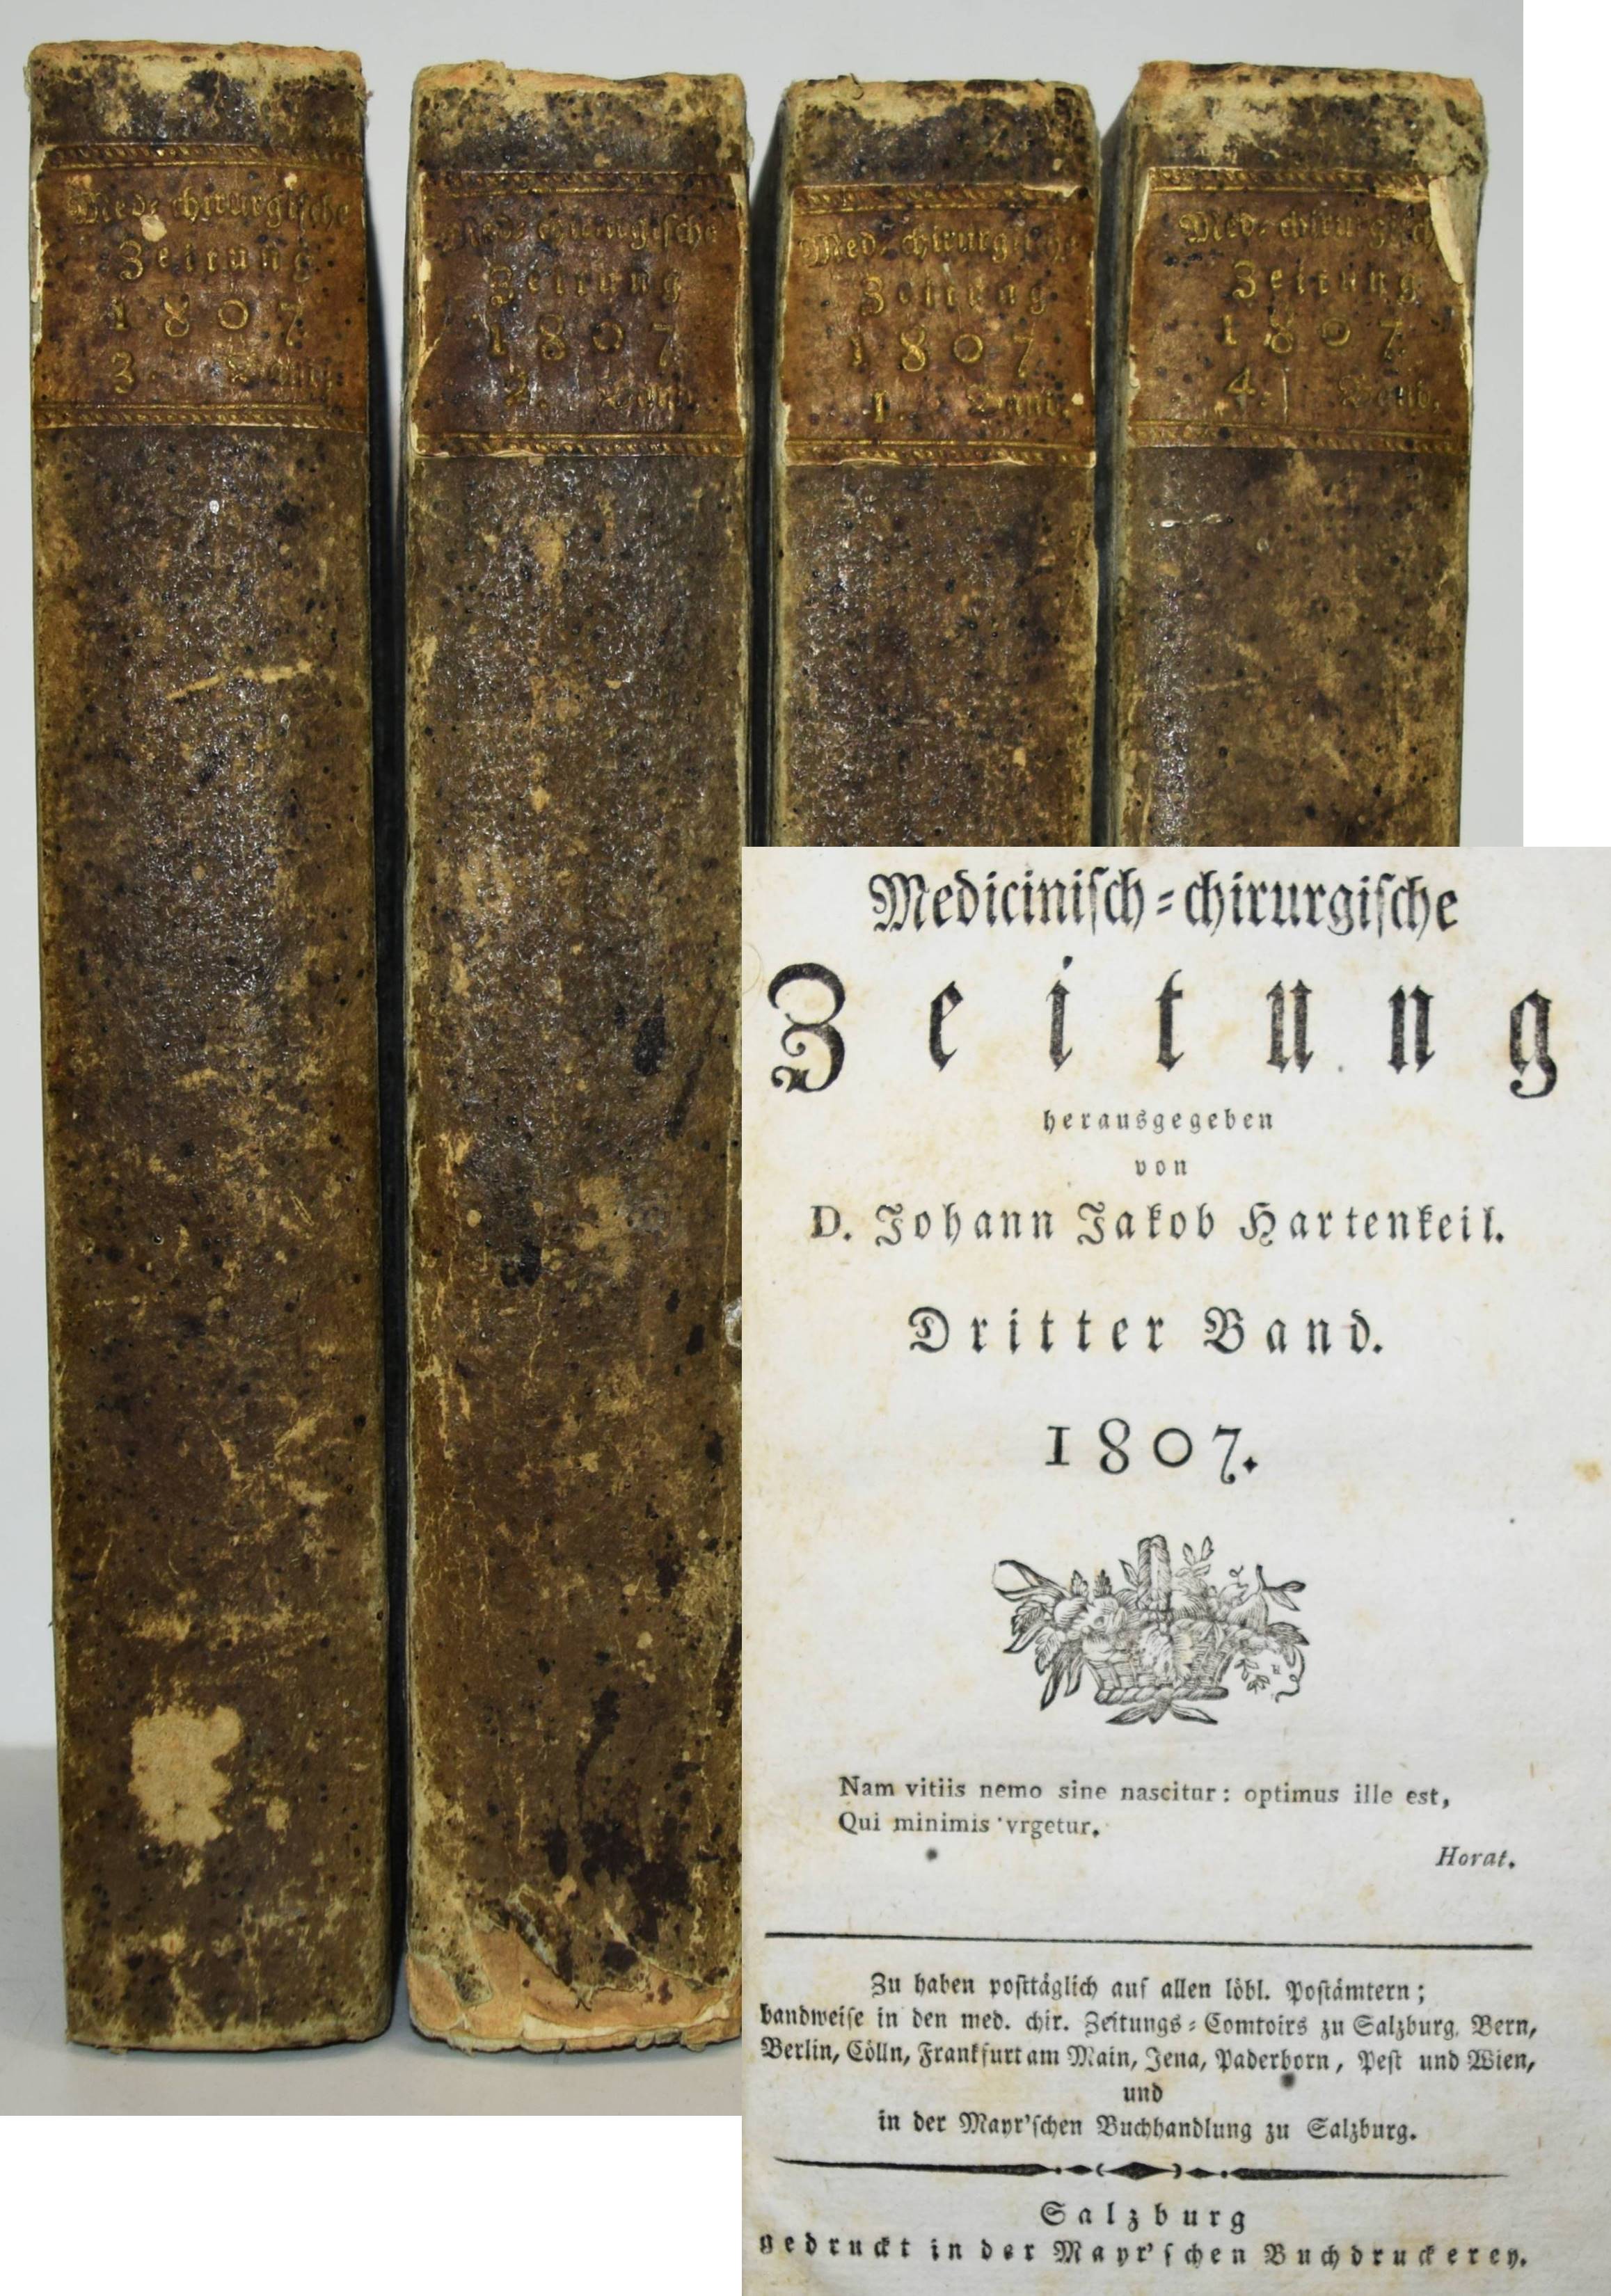 Med-chirurgische
Zeitung
1807
3. Band.
Med-chirurgische
Zeitung
1807
2. Band.
Med-chirurgische
Zeitung
1807
1. Band.
Med-chirurgisch
Zeitung
1807
4. Band.
Medicinisch-chirurgische
Zeitung
herausgegeben
von
D. Johann Jakob Hartenkeil.
Dritter Band.
1807.
Nam vitiis nemo sine nascitur: optimus ille est,
Qui minimis vrgetur.
Horat.
Zu haben posttäglich auf allen löbl. Postämtern;
bandweise in den med. chir. Zeitungs-Comtoirs zu Salzburg, Bern,
Berlin, Cölln, Frankfurt am Main, Jena, Paderborn, Pest und Wien,
und
in der Mayr'schen Buchhandlung zu Salzburg.
Salzburg
gedruckt in der Mayr'schen Buchdruckerey.